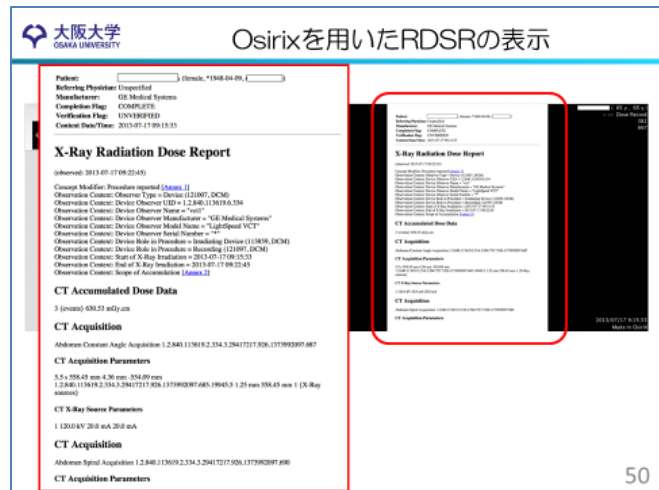 大阪大学
OSAKA UNIVERSITY
Osirixを用いたRDSRの表示
Patient: , (female, *1948-04-09, )
Referring Physician: Unspecified
Manufacturer: GE Medical Systems
Completion Flag: COMPLETE
Verification Flag: UNVERIFIED
Content Date/Time: 2013-07-17 09:15:33
X-Ray Radiation Dose Report
(observed: 2013-07-17 09:22:45)
Concept Modifier: Procedure reported [Annex 1]
Observation Context: Observer Type = Device (121007, DCM)
Observation Context: Device Observer UID = 1.2.840.113619.6.334
Observation Context: Device Observer Name = "vct1"
Observation Context: Device Observer Manufacturer = "GE Medical Systems"
Observation Context: Device Observer Model Name = "LightSpeed VCT"
Observation Context: Device Observer Serial Number = "*"
Observation Context: Device Role in Procedure = Irradiating Device (113859, DCM)
Observation Context: Device Role in Procedure = Recording (121097, DCM)
Observation Context: Start of X-Ray Irradiation = 2013-07-17 09:15:33
Observation Context: End of X-Ray Irradiation = 2013-07-17 09:22:45
Observation Context: Scope of Accumulation [Annex 2]
CT Accumulated Dose Data
3 {events} 630.53 mGy.cm
CT Acquisition
Abdomen Constant Angle Acquisition 1.2.840.113619.2.334.3.29417217.926.1373992097.687
CT Acquisition Parameters
5.5 s 558.45 mm 4.36 mm -554.09 mm
1.2.840.113619.2.334.3.29417217.926.1373992097.685.19945.5 1.25 mm 558.45 mm 1 {X-Ray
sources}
CT X-Ray Source Parameters
1 120.0 kV 20.0 mA 20.0 mA
CT Acquisition
Abdomen Spiral Acquisition 1.2.840.113619.2.334.3.29417217.926.1373992097.690
CT Acquisition Parameters
X-Ray Radiation Dose Report
CT Accumulated Dose Data
CT Acquisition
CT Acquisition Parameters
CT X-Ray Source Parameters
CT Acquisition
CT Acquisition Parameters
Dose Record
2013/07/17 9:15:33
Made In OsiriX
50